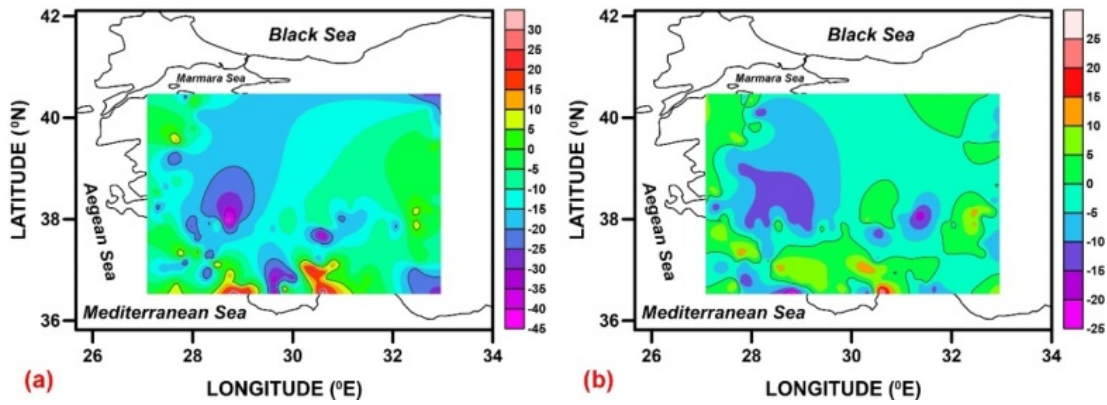 42
40
38
36
LATITUDE (⁰N)
Black Sea
Marmara Sea
Aegean Sea
Mediterranean Sea
26 28 30 32 34
LONGITUDE (⁰E)
(a)
30
25
20
15
10
5
0
-5
-10
-15
-20
-25
-30
-35
-40
-45
42
40
38
36
LATITUDE (⁰N)
Black Sea
Marmara Sea
Aegean Sea
Mediterranean Sea
26 28 30 32 34
LONGITUDE (⁰E)
(b)
25
20
15
10
5
0
-5
-10
-15
-20
-25